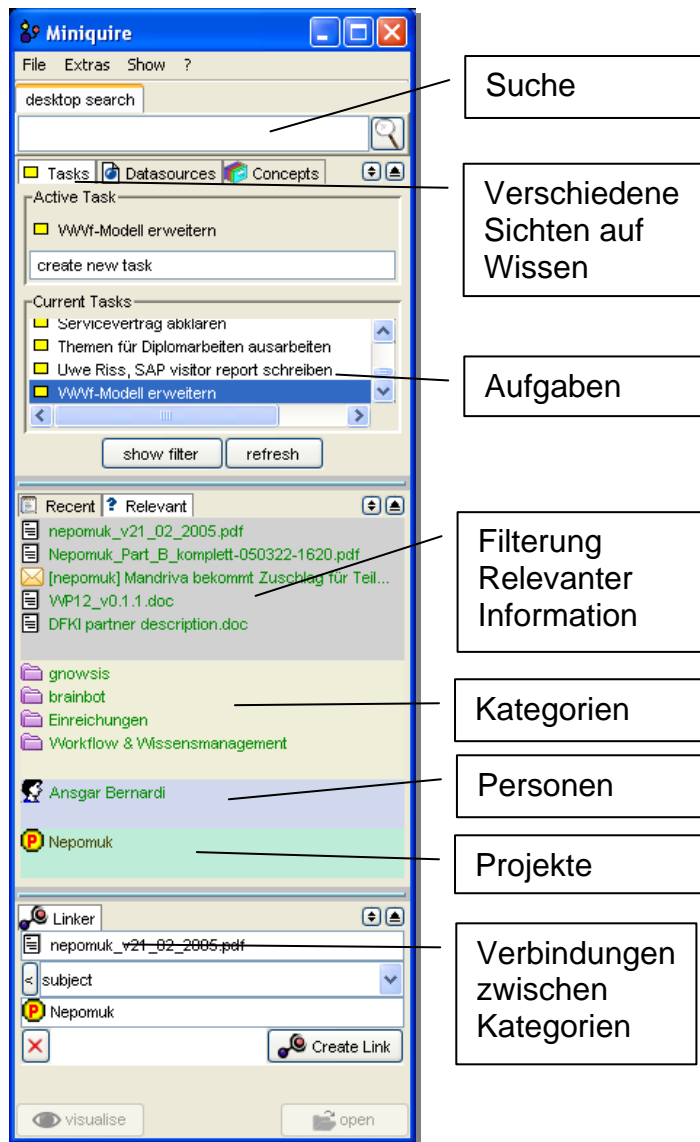 Miniquire
File Extras Show ?
desktop search
Suche
Tasks Datasources Concepts
Verschiedene
Sichten auf
Wissen
Active Task
VWVf-Modell erweitern
create new task
Current Tasks
Servicevertrag abklären
Themen für Diplomarbeiten ausarbeiten
Uwe Riss, SAP visitor report schreiben
VWVf-Modell erweitern
Aufgaben
show filter refresh
Recent ? Relevant
nepomuk_v21_02_2005.pdf
Nepomuk_Part_B_komplett-050322-1620.pdf
[nepomuk] Mandriva bekommt Zuschlag für Teil...
WP12_v0.1.1.doc
DFKI partner description.doc
Filterung
Relevanter
Information
gnowsis
brainbot
Einreichungen
Workflow & Wissensmanagement
Kategorien
Ansgar Bernardi
Personen
P Nepomuk
Projekte
Linker
nepomuk_v21_02_2005.pdf
< subject
P Nepomuk
Create Link
Verbindungen
zwischen
Kategorien
visualise open